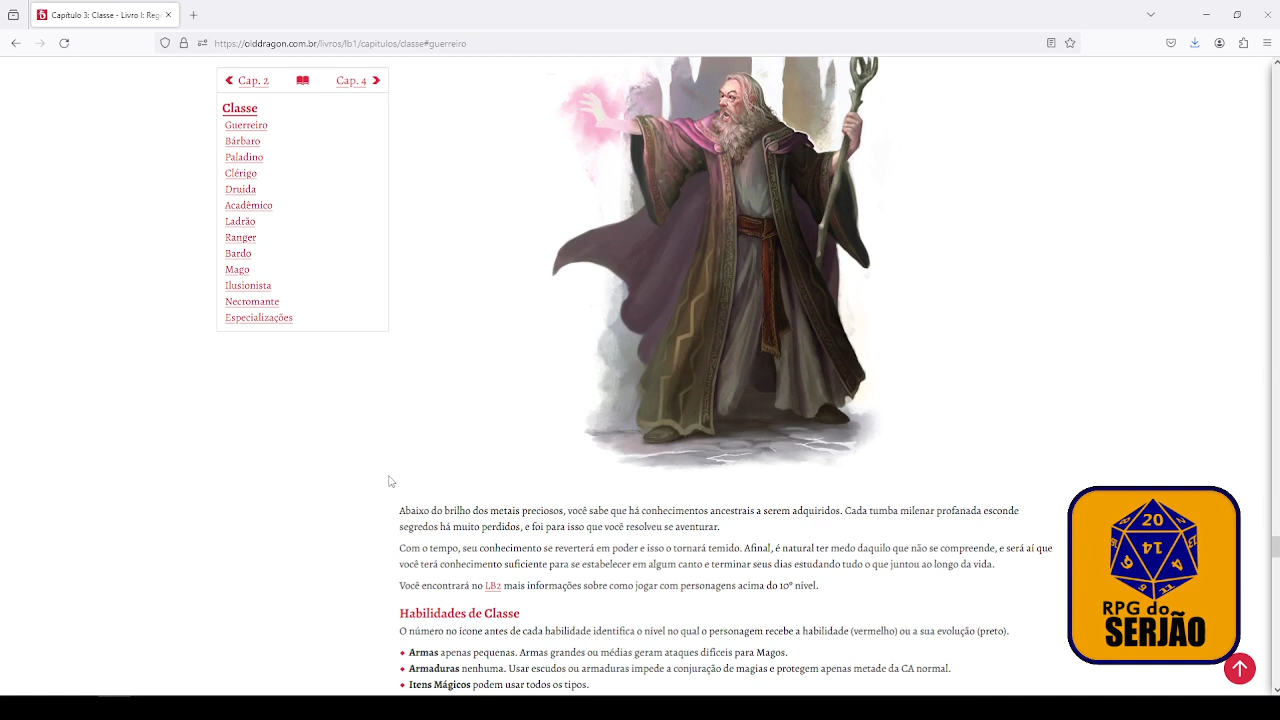 Capítulo 3: Classe - Livro I: Reg
https://olddragon.com.br/livros/lb1/capitulos/classe#guerreiro
Cap. 2
Cap. 4
Classe
Guerreiro
Bárbaro
Paladino
Clérigo
Druida
Acadêmico
Ladrão
Ranger
Bardo
Mago
Ilusionista
Necromante
Especializações
Abaixo do brilho dos metais preciosos, você sabe que há conhecimentos ancestrais a serem adquiridos. Cada tumba milenar profanada esconde
segredos há muito perdidos, e foi para isso que você resolveu se aventurar.
Com o tempo, seu conhecimento se reverterá em poder e isso o tornará temido. Afinal, é natural ter medo daquilo que não se compreende, e será aí que
você terá conhecimento suficiente para se estabelecer em algum canto e terminar seus dias estudando tudo o que juntou ao longo da vida.
Você encontrará no LB2 mais informações sobre como jogar com personagens acima do 10º nível.
Habilidades de Classe
O número no ícone antes de cada habilidade identifica o nível no qual o personagem recebe a habilidade (vermelho) ou a sua evolução (preto).
Armas apenas pequenas. Armas grandes ou médias geram ataques difíceis para Magos.
Armaduras nenhuma. Usar escudos ou armaduras impede a conjuração de magias e protegem apenas metade da CA normal.
Itens Mágicos podem usar todos os tipos.
20
14
RPG do
SERJÃO